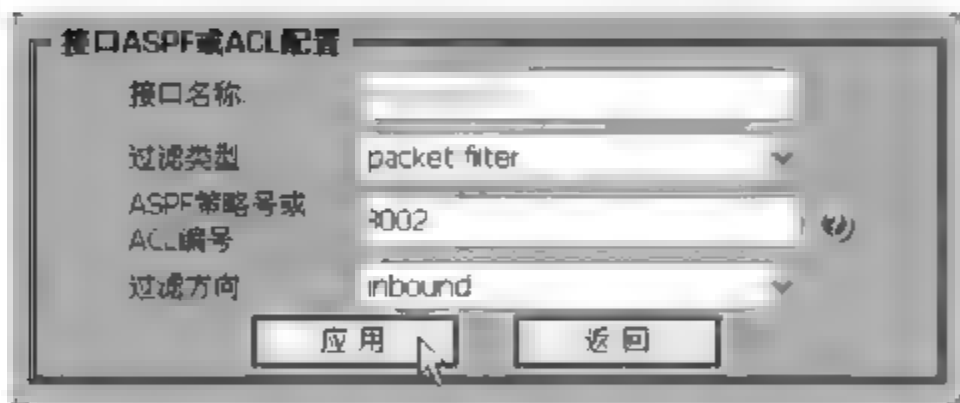 接口ASPF或ACL配置
接口名称
过滤类型 packet filter
ASPF策略号或
ACL编号 3002
过滤方向 inbound
应用 返回